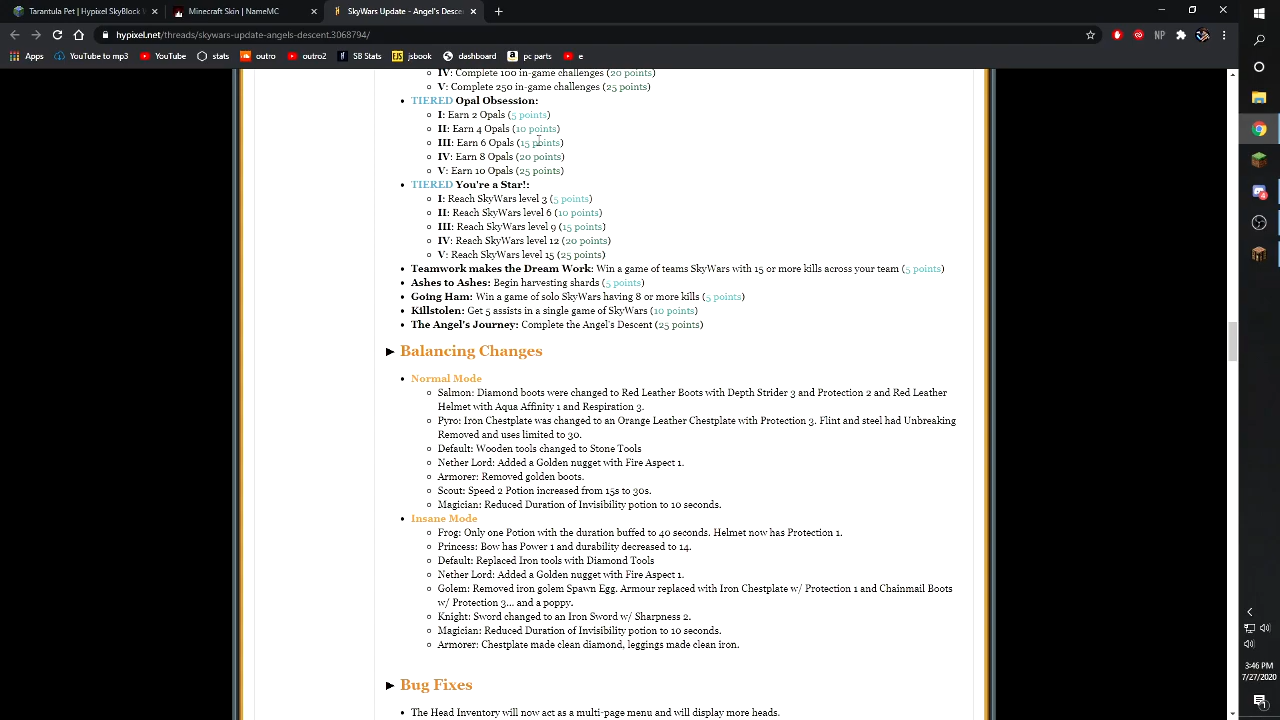 Tarantula Pet | Hypixel SkyBlock
Minecraft Skin | NameMC
SkyWars Update - Angel's Desce
hypixel.net/threads/skywars-update-angels-descent.3068794/
Apps
YouTube to mp3
YouTube
stats
outro
outro2
SB Stats
jsbook
dashboard
pc parts
e
IV: Complete 100 in-game challenges (20 points)
V: Complete 250 in-game challenges (25 points)
TIERED Opal Obsession:
I: Earn 2 Opals (5 points)
II: Earn 4 Opals (10 points)
III: Earn 6 Opals (15 points)
IV: Earn 8 Opals (20 points)
V: Earn 10 Opals (25 points)
TIERED You're a Star!:
I: Reach SkyWars level 3 (5 points)
II: Reach SkyWars level 6 (10 points)
III: Reach SkyWars level 9 (15 points)
IV: Reach SkyWars level 12 (20 points)
V: Reach SkyWars level 15 (25 points)
Teamwork makes the Dream Work: Win a game of teams SkyWars with 15 or more kills across your team (5 points)
Ashes to Ashes: Begin harvesting shards (5 points)
Going Ham: Win a game of solo SkyWars having 8 or more kills (5 points)
Killstolen: Get 5 assists in a single game of SkyWars (10 points)
The Angel's Journey: Complete the Angel's Descent (25 points)
► Balancing Changes
Normal Mode
Salmon: Diamond boots were changed to Red Leather Boots with Depth Strider 3 and Protection 2 and Red Leather
Helmet with Aqua Affinity 1 and Respiration 3.
Pyro: Iron Chestplate was changed to an Orange Leather Chestplate with Protection 3. Flint and steel had Unbreaking
Removed and uses limited to 30.
Default: Wooden tools changed to Stone Tools
Nether Lord: Added a Golden nugget with Fire Aspect 1.
Armorer: Removed golden boots.
Scout: Speed 2 Potion increased from 15s to 30s.
Magician: Reduced Duration of Invisibility potion to 10 seconds.
Insane Mode
Frog: Only one Potion with the duration buffed to 40 seconds. Helmet now has Protection 1.
Princess: Bow has Power 1 and durability decreased to 14.
Default: Replaced Iron tools with Diamond Tools
Nether Lord: Added a Golden nugget with Fire Aspect 1.
Golem: Removed iron golem Spawn Egg. Armour replaced with Iron Chestplate w/ Protection 1 and Chainmail Boots
w/ Protection 3... and a poppy.
Knight: Sword changed to an Iron Sword w/ Sharpness 2.
Magician: Reduced Duration of Invisibility potion to 10 seconds.
Armorer: Chestplate made clean diamond, leggings made clean iron.
► Bug Fixes
The Head Inventory will now act as a multi-page menu and will display more heads.
3:46 PM
7/27/2020